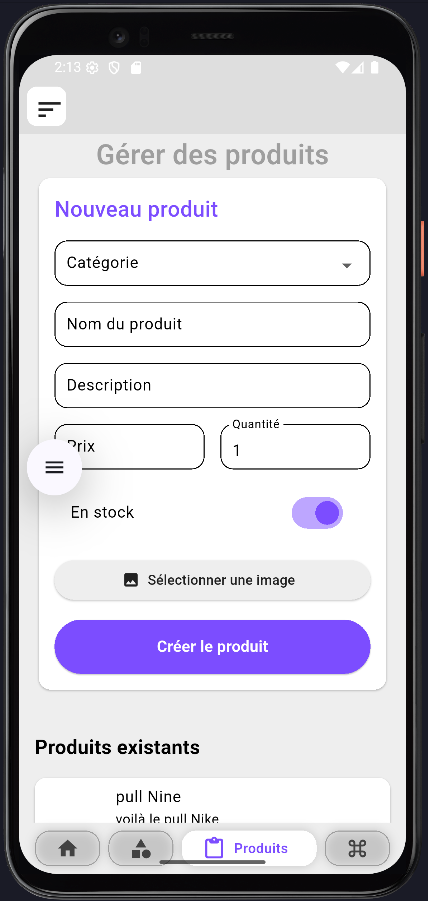 2:13
Gérer des produits
Nouveau produit
Catégorie
Nom du produit
Description
Prix
Quantité
1
En stock
Sélectionner une image
Créer le produit
Produits existants
pull Nine
voilà le pull Nike
Produits